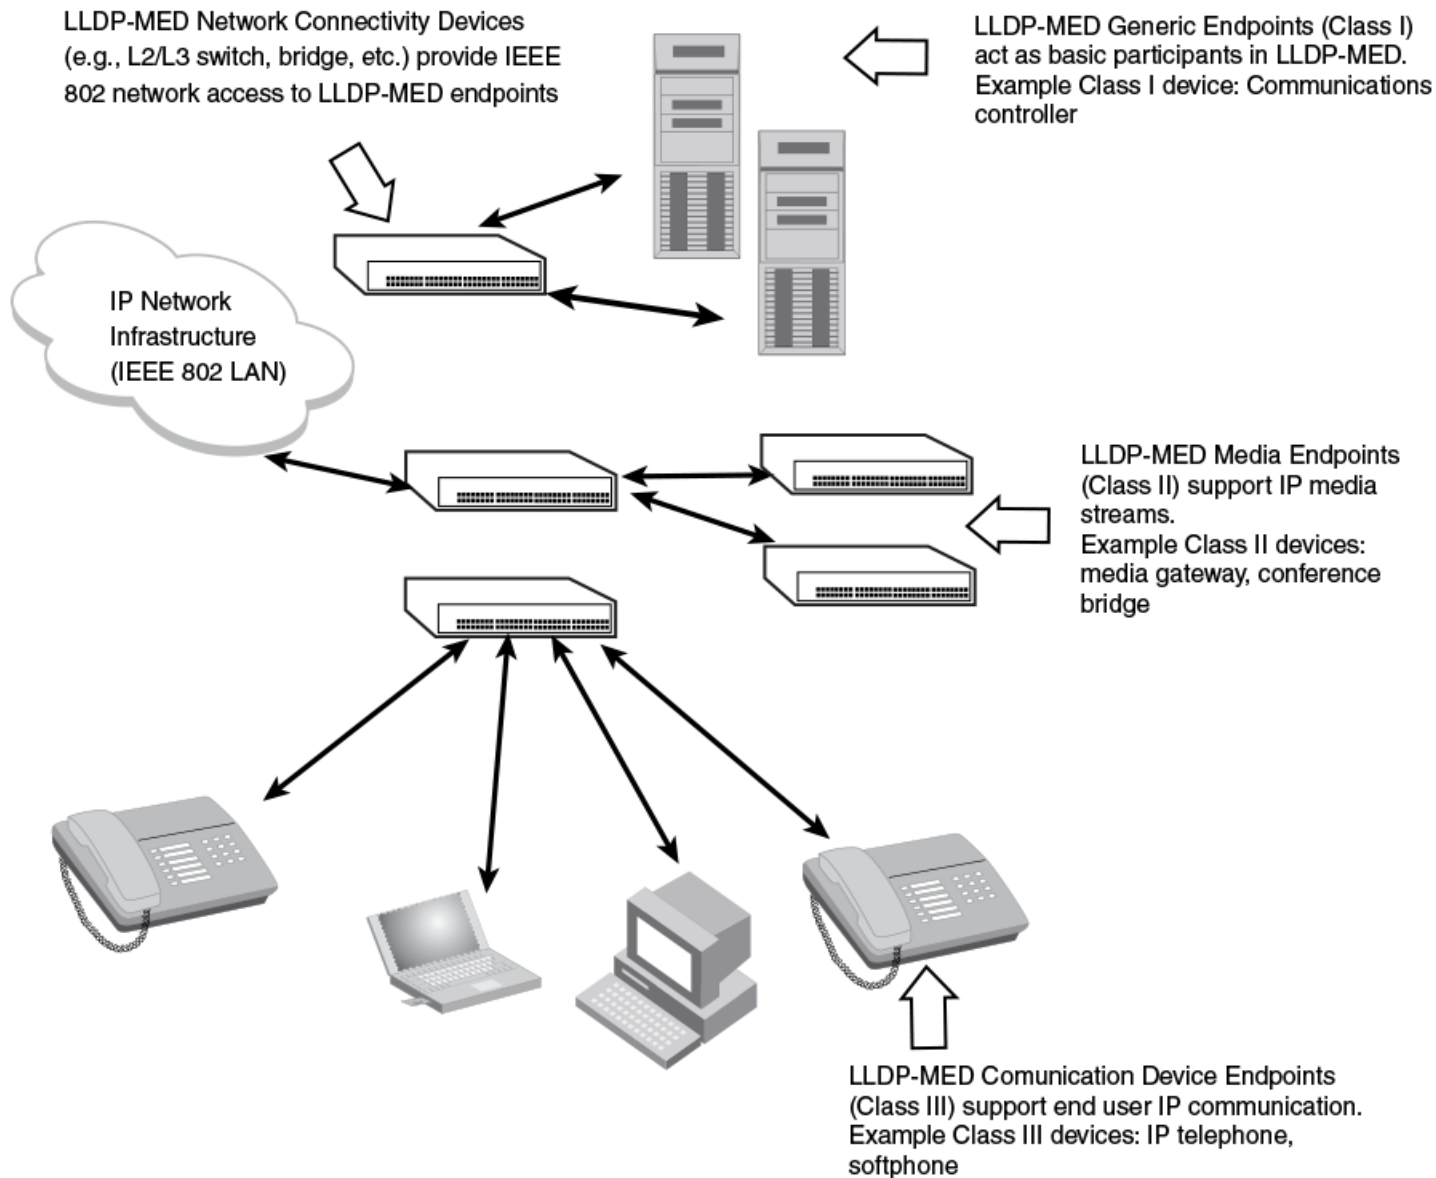 LLDP-MED Network Connectivity Devices
(e.g., L2/L3 switch, bridge, etc.) provide IEEE
802 network access to LLDP-MED endpoints
LLDP-MED Generic Endpoints (Class I)
act as basic participants in LLDP-MED.
Example Class I device: Communications
controller
IP Network
Infrastructure
(IEEE 802 LAN)
LLDP-MED Media Endpoints
(Class II) support IP media
streams.
Example Class II devices:
media gateway, conference
bridge
LLDP-MED Comunication Device Endpoints
(Class III) support end user IP communication.
Example Class III devices: IP telephone,
softphone